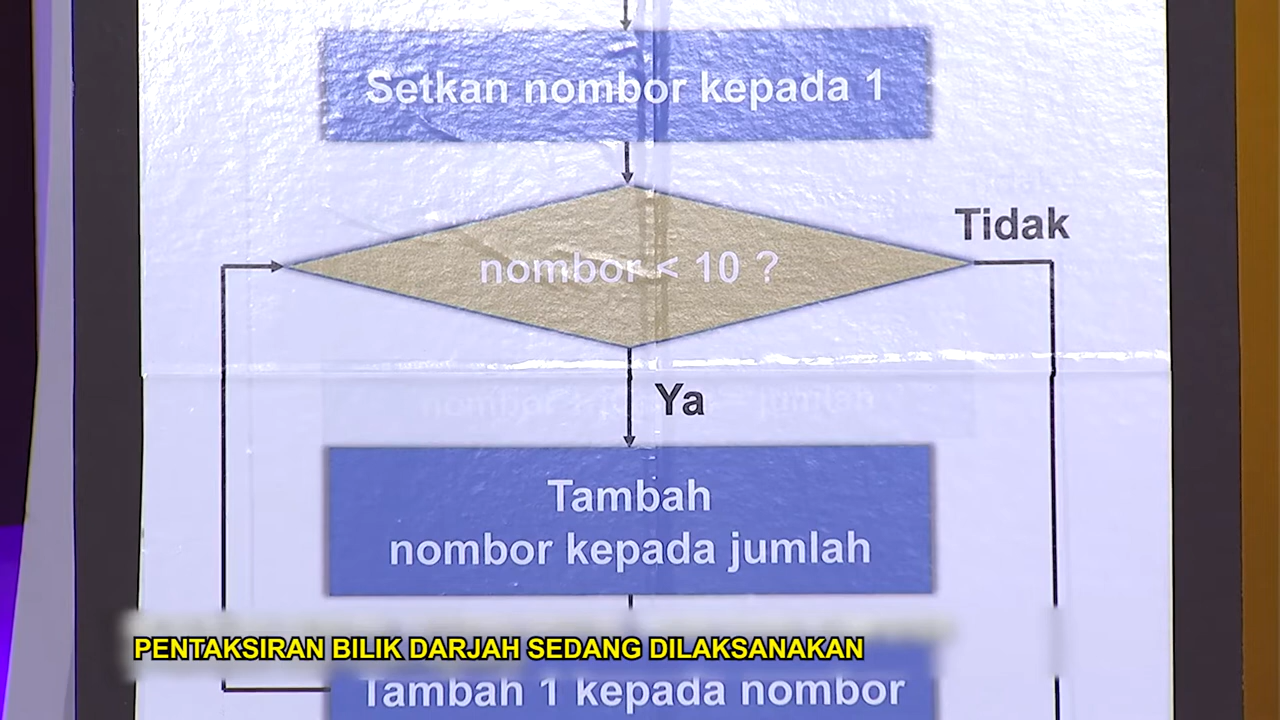 Setkan nombor kepada 1
nombor < 10 ?
Tidak
Ya
Tambah
nombor kepada jumlah
PENTAKSIRAN BILIK DARJAH SEDANG DILAKSANAKAN
Tambah 1 kepada nombor